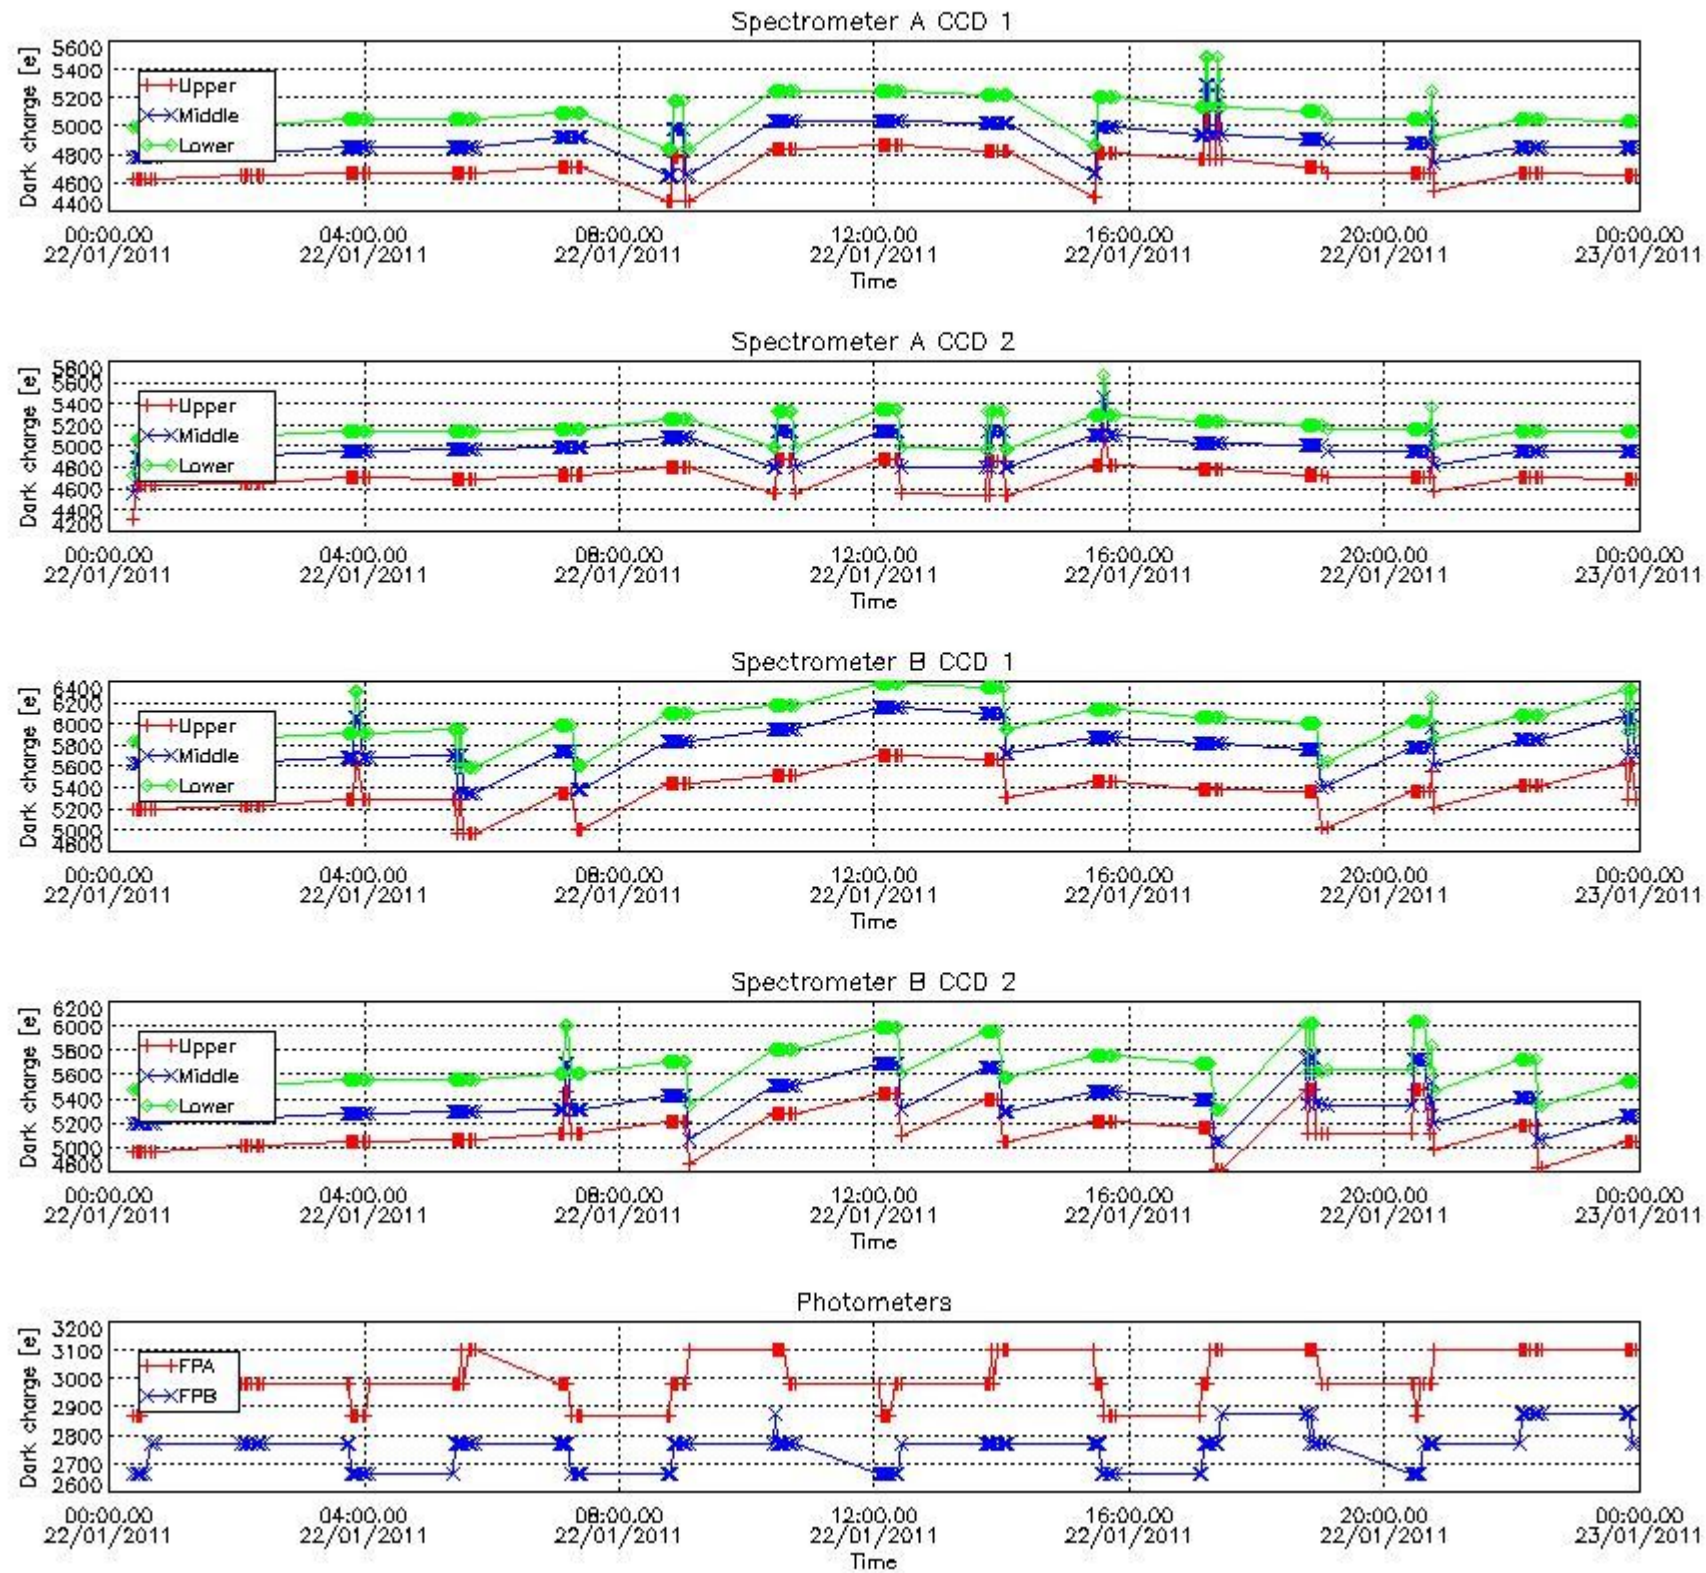 Spectrometer A CCD 1
Dark charge [e]
5600
5400
5200
5000
4800
4600
4400
Upper
Middle
Lower
00:00.00 04:00.00 08:00.00 12:00.00 16:00.00 20:00.00 00:00.00
22/01/2011 22/01/2011 22/01/2011 22/01/2011 22/01/2011 22/01/2011 23/01/2011
Time
Spectrometer A CCD 2
Dark charge [e]
5800
5600
5400
5200
5000
4800
4600
4400
4200
Upper
Middle
Lower
00:00.00 04:00.00 08:00.00 12:00.00 16:00.00 20:00.00 00:00.00
22/01/2011 22/01/2011 22/01/2011 22/01/2011 22/01/2011 22/01/2011 23/01/2011
Time
Spectrometer B CCD 1
Dark charge [e]
6400
6200
6000
5800
5600
5400
5200
5000
4800
Upper
Middle
Lower
00:00.00 04:00.00 08:00.00 12:00.00 16:00.00 20:00.00 00:00.00
22/01/2011 22/01/2011 22/01/2011 22/01/2011 22/01/2011 22/01/2011 23/01/2011
Time
Spectrometer B CCD 2
Dark charge [e]
6200
6000
5800
5600
5400
5200
5000
4800
Upper
Middle
Lower
00:00.00 04:00.00 08:00.00 12:00.00 16:00.00 20:00.00 00:00.00
22/01/2011 22/01/2011 22/01/2011 22/01/2011 22/01/2011 22/01/2011 23/01/2011
Time
Photometers
Dark charge [e]
3200
3100
3000
2900
2800
2700
2600
FPA
FPB
00:00.00 04:00.00 08:00.00 12:00.00 16:00.00 20:00.00 00:00.00
22/01/2011 22/01/2011 22/01/2011 22/01/2011 22/01/2011 22/01/2011 23/01/2011
Time